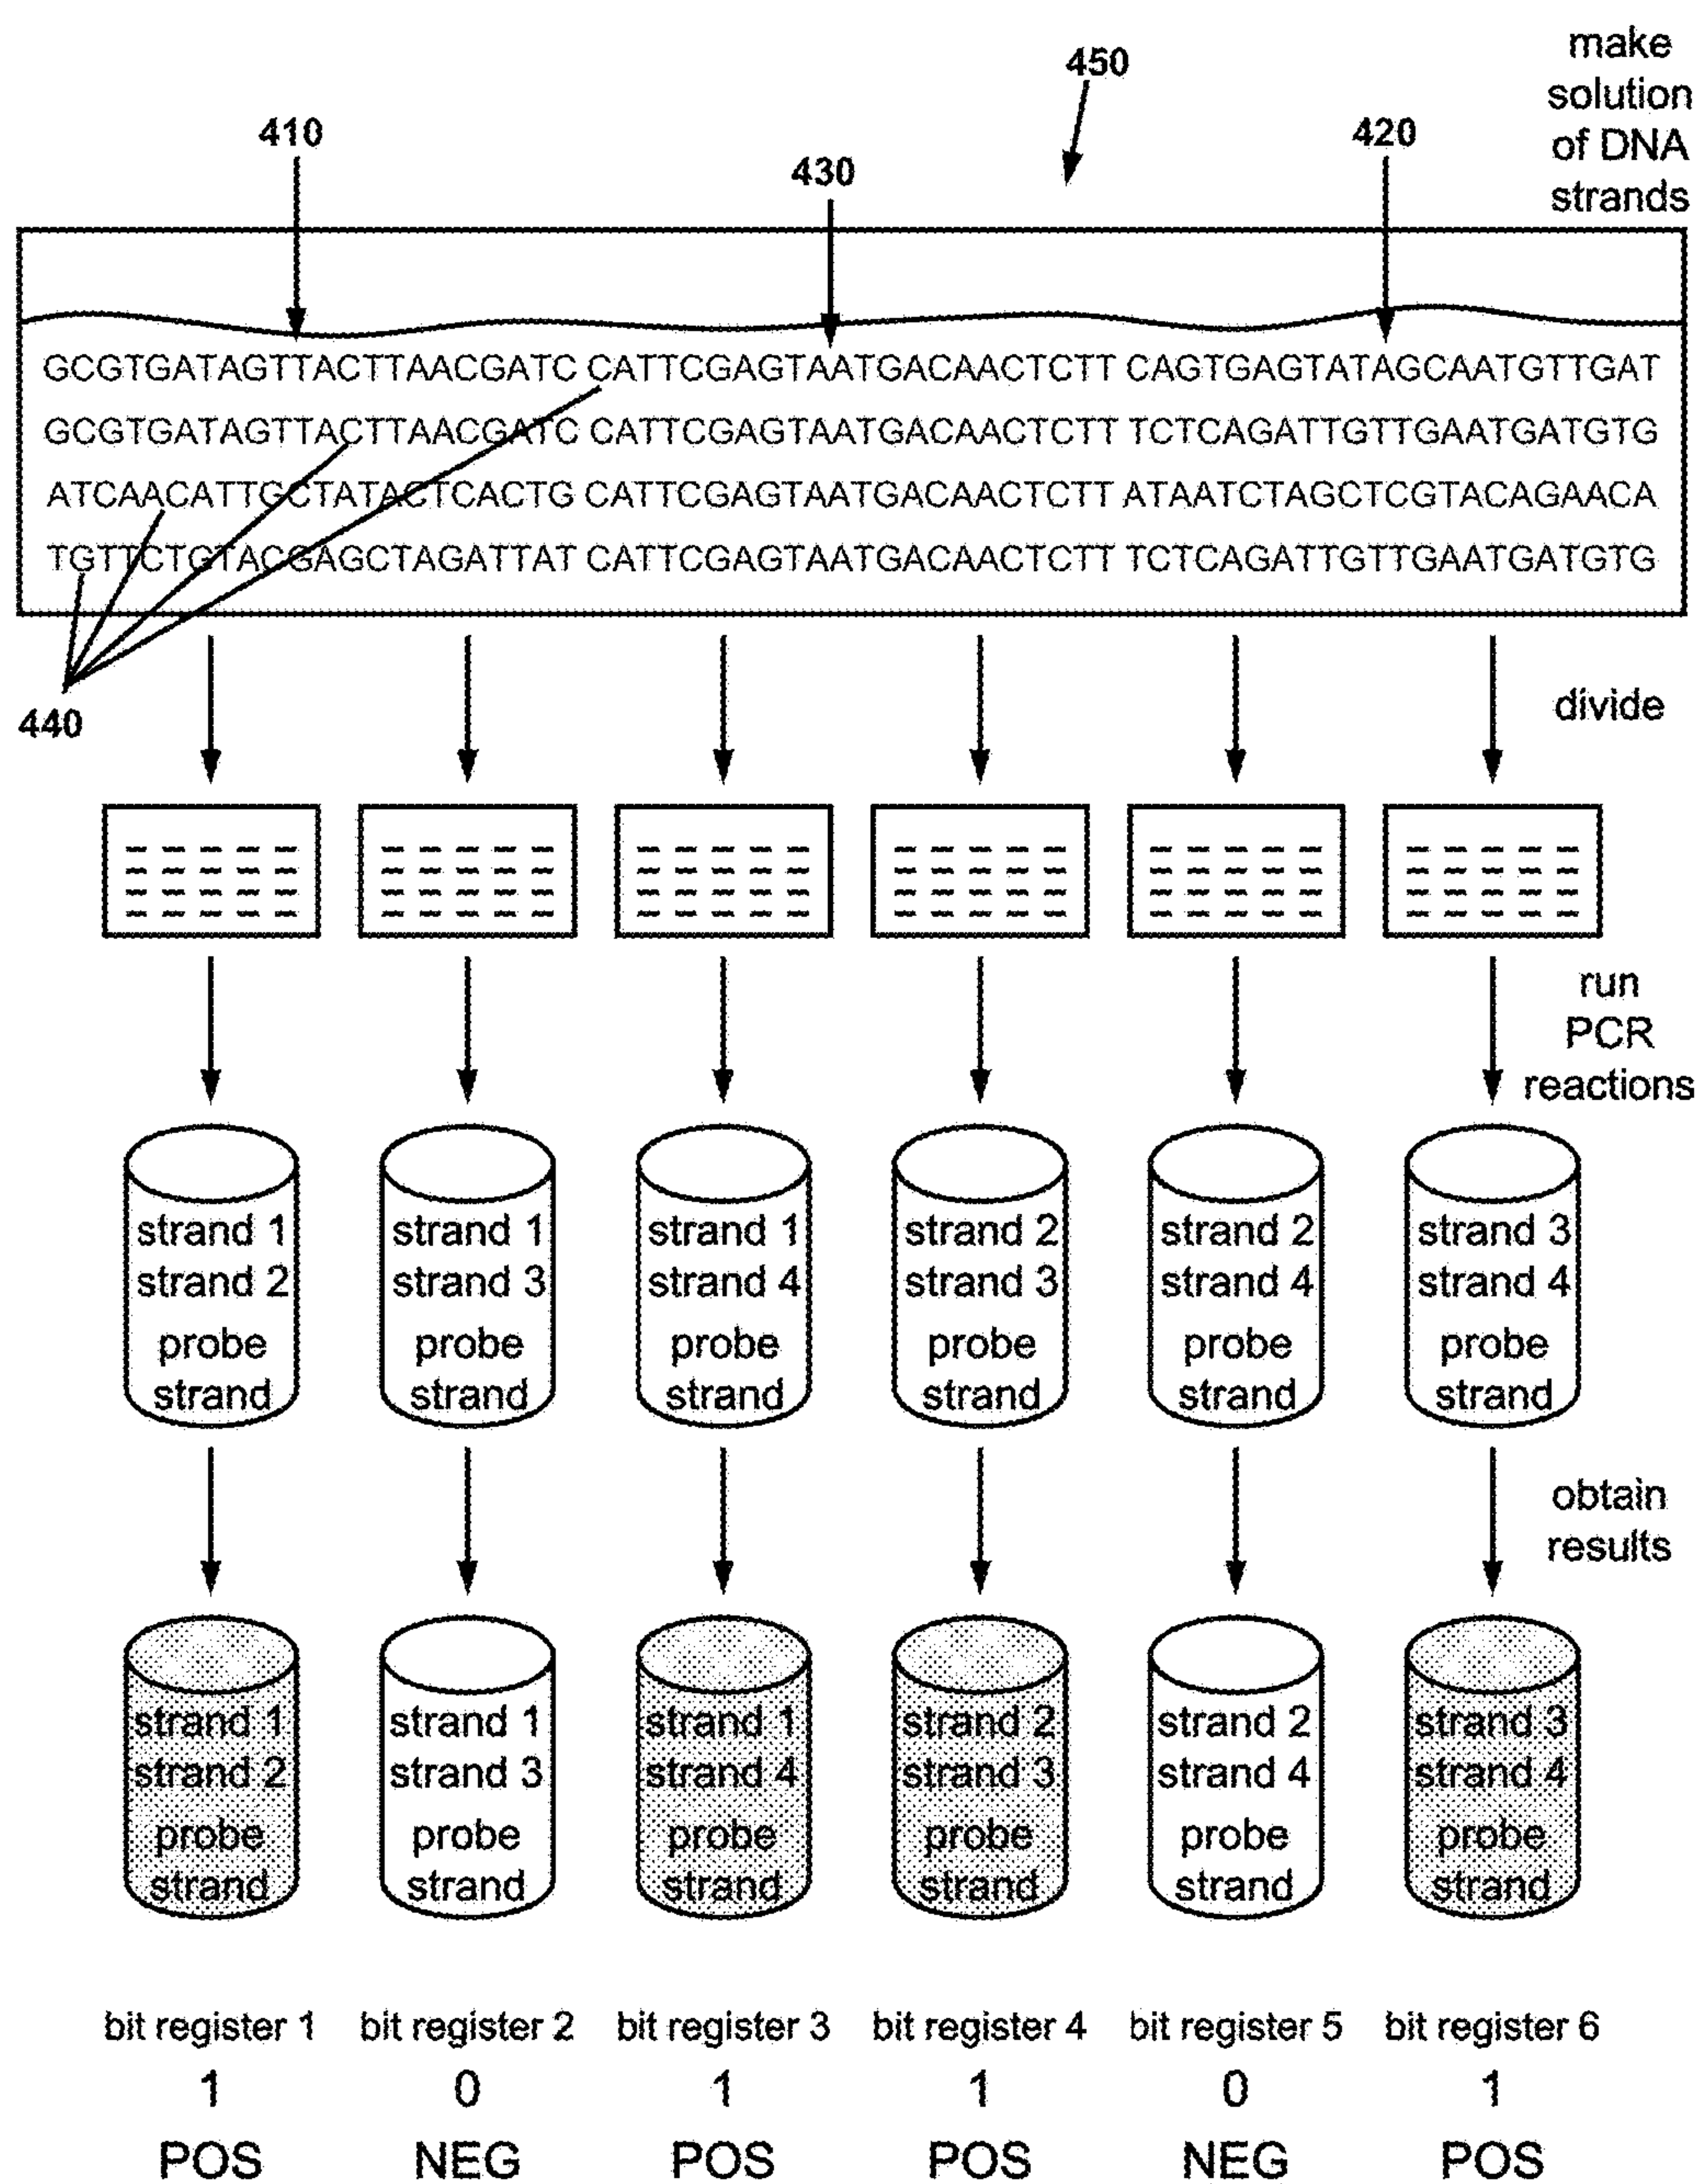 make
solution
of DNA
strands
450
410
430
420
GCGTGATAGTTACTTAACGATC CATTCGAGTAATGACAACTCTT CAGTGAGTATAGCAATGTTGAT
GCGTGATAGTTACTTAACGATC CATTCGAGTAATGACAACTCTT TCTCAGATTGTTGAATGATGTG
ATCAACATTGCTATACTCACTG CATTCGAGTAATGACAACTCTT ATAATCTAGCTCGTACAGAACA
TGTTCTGTACGAGCTAGATTAT CATTCGAGTAATGACAACTCTT TCTCAGATTGTTGAATGATGTG
440
divide
run
PCR
reactions
strand 1 strand 1 strand 1 strand 2 strand 2 strand 3
strand 2 strand 3 strand 4 strand 3 strand 4 strand 4
probe probe probe probe probe probe
strand strand strand strand strand strand
obtain
results
strand 1 strand 1 strand 1 strand 2 strand 2 strand 3
strand 2 strand 3 strand 4 strand 3 strand 4 strand 4
probe probe probe probe probe probe
strand strand strand strand strand strand
bit register 1 bit register 2 bit register 3 bit register 4 bit register 5 bit register 6
1 0 1 1 0 1
POS NEG POS POS NEG POS